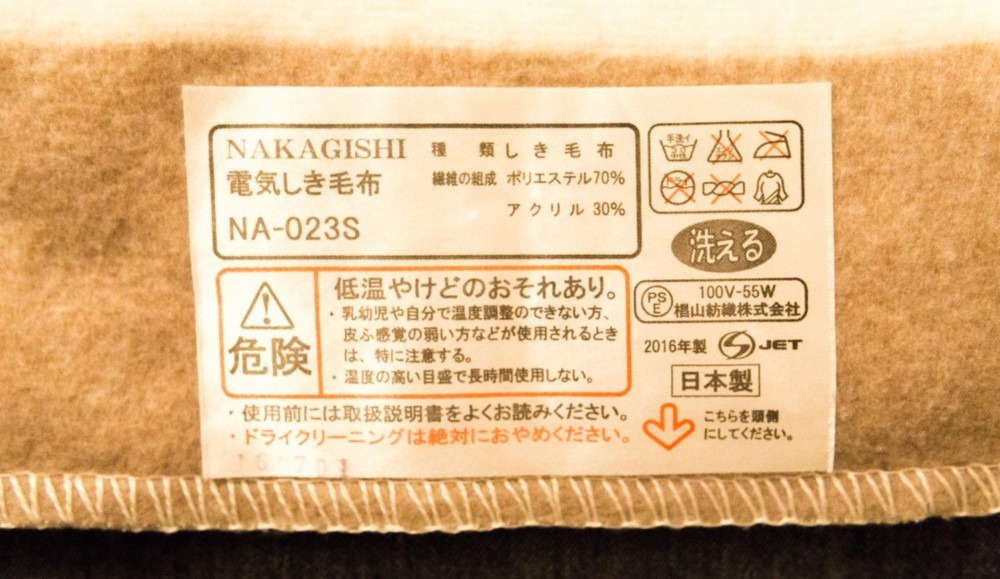 NAKAGISHI
電気しき毛布
NA-023S
種 類 しき毛布
繊維の組成 ポリエステル70%
アクリル 30%
手洗イ
ドライ
洗える
危険
低温やけどのおそれあり。
・乳幼児や自分で温度調整のできない方、
皮ふ感覚の弱い方などが使用されるとき
は、特に注意する。
・温度の高い目盛で長時間使用しない。
PS
E
100V-55W
椙山紡織株式会社
2016年製
JET
日本製
・使用前には取扱説明書をよくお読みください。
・ドライクリーニングは絶対におやめください。
こちらを頭側
にしてください。